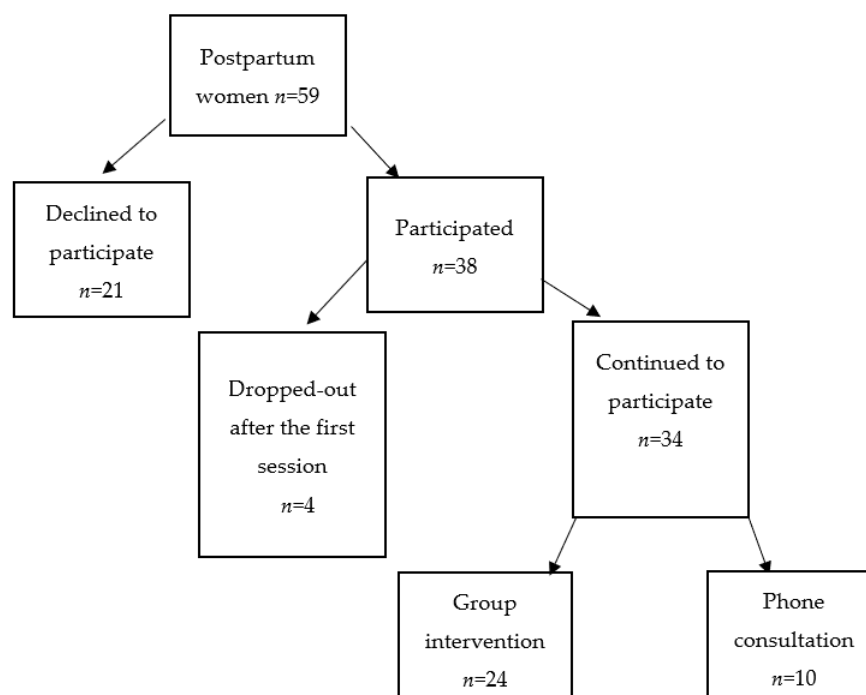 Postpartum
women n=59
Declined to
participate
n=21
Participated
n=38
Dropped-out
after the first
session
n=4
Continued to
participate
n=34
Group
intervention
n=24
Phone
consultation
n=10